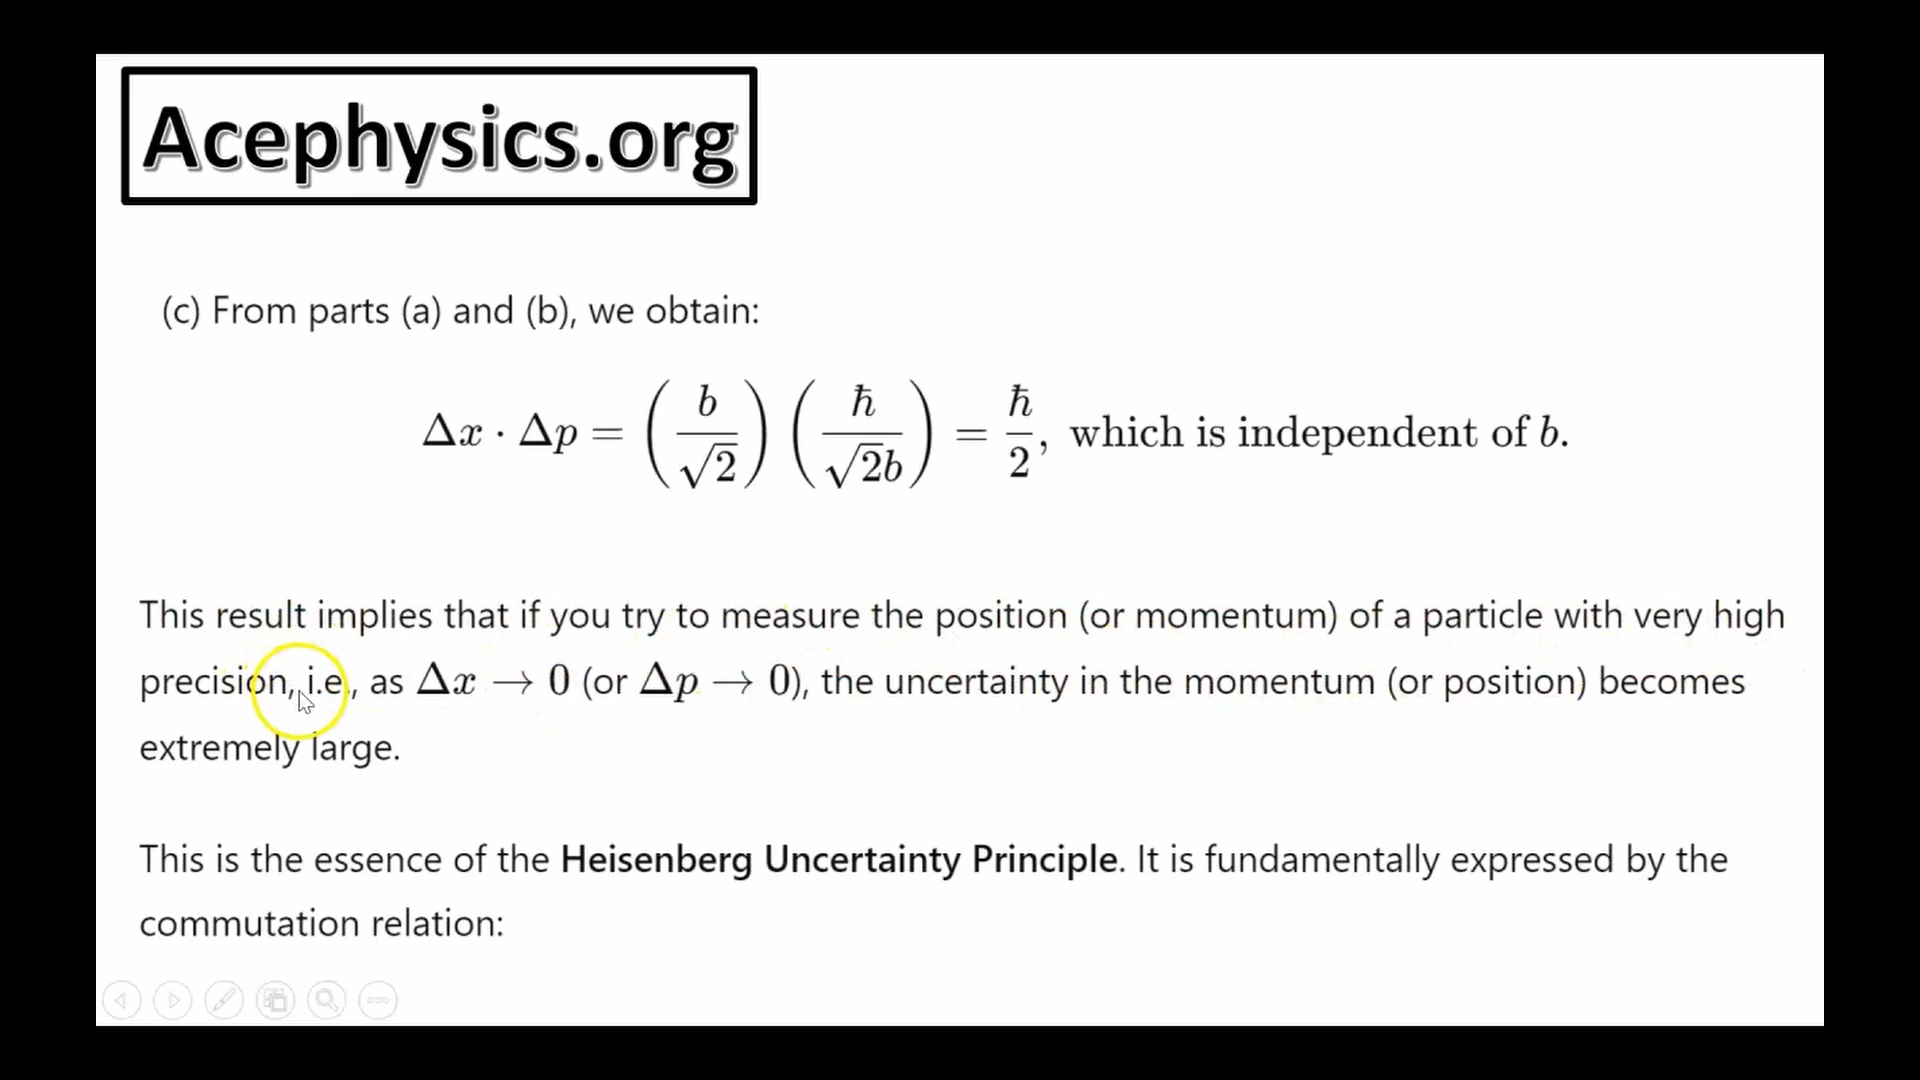 Acephysics.org
(c) From parts (a) and (b), we obtain:
Δx · Δp = (b/√2) (ħ/√2b) = ħ/2, which is independent of b.
This result implies that if you try to measure the position (or momentum) of a particle with very high
precision, i.e., as Δx → 0 (or Δp → 0), the uncertainty in the momentum (or position) becomes
extremely large.
This is the essence of the Heisenberg Uncertainty Principle. It is fundamentally expressed by the
commutation relation: